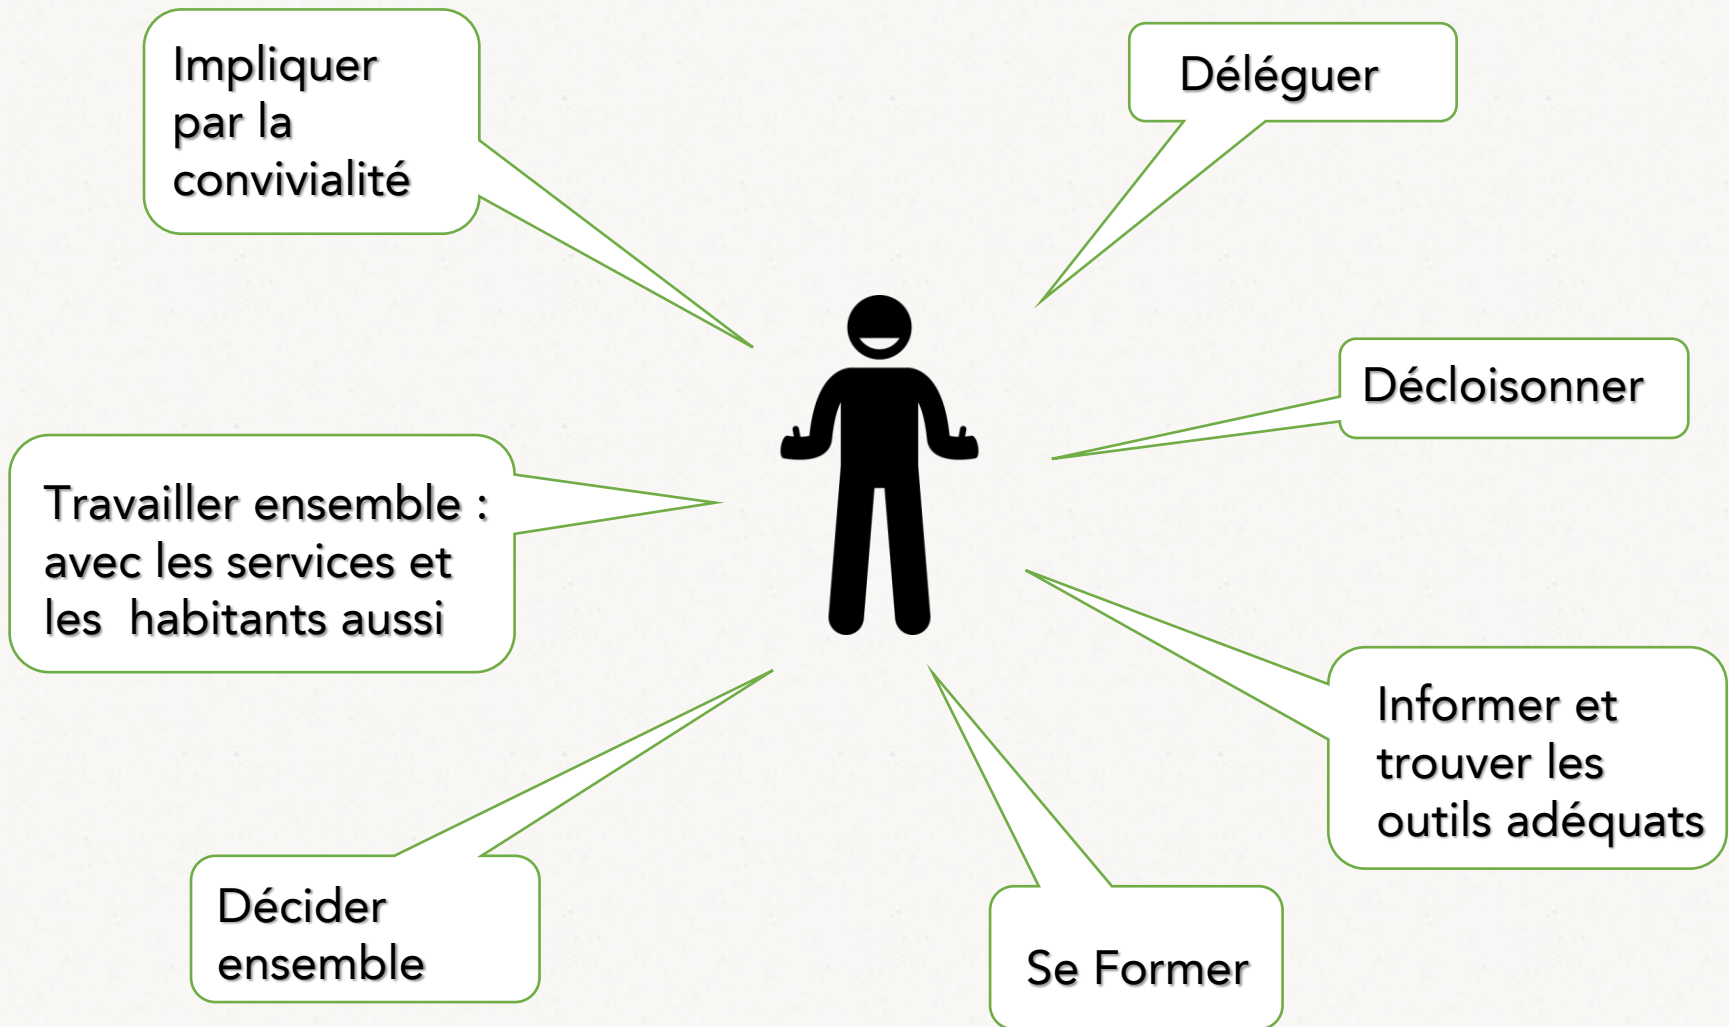 Impliquer
par la
convivialité
Déléguer
Décloisonner
Travailler ensemble :
avec les services et
les  habitants aussi
Informer et
trouver les
outils adéquats
Décider
ensemble
Se Former